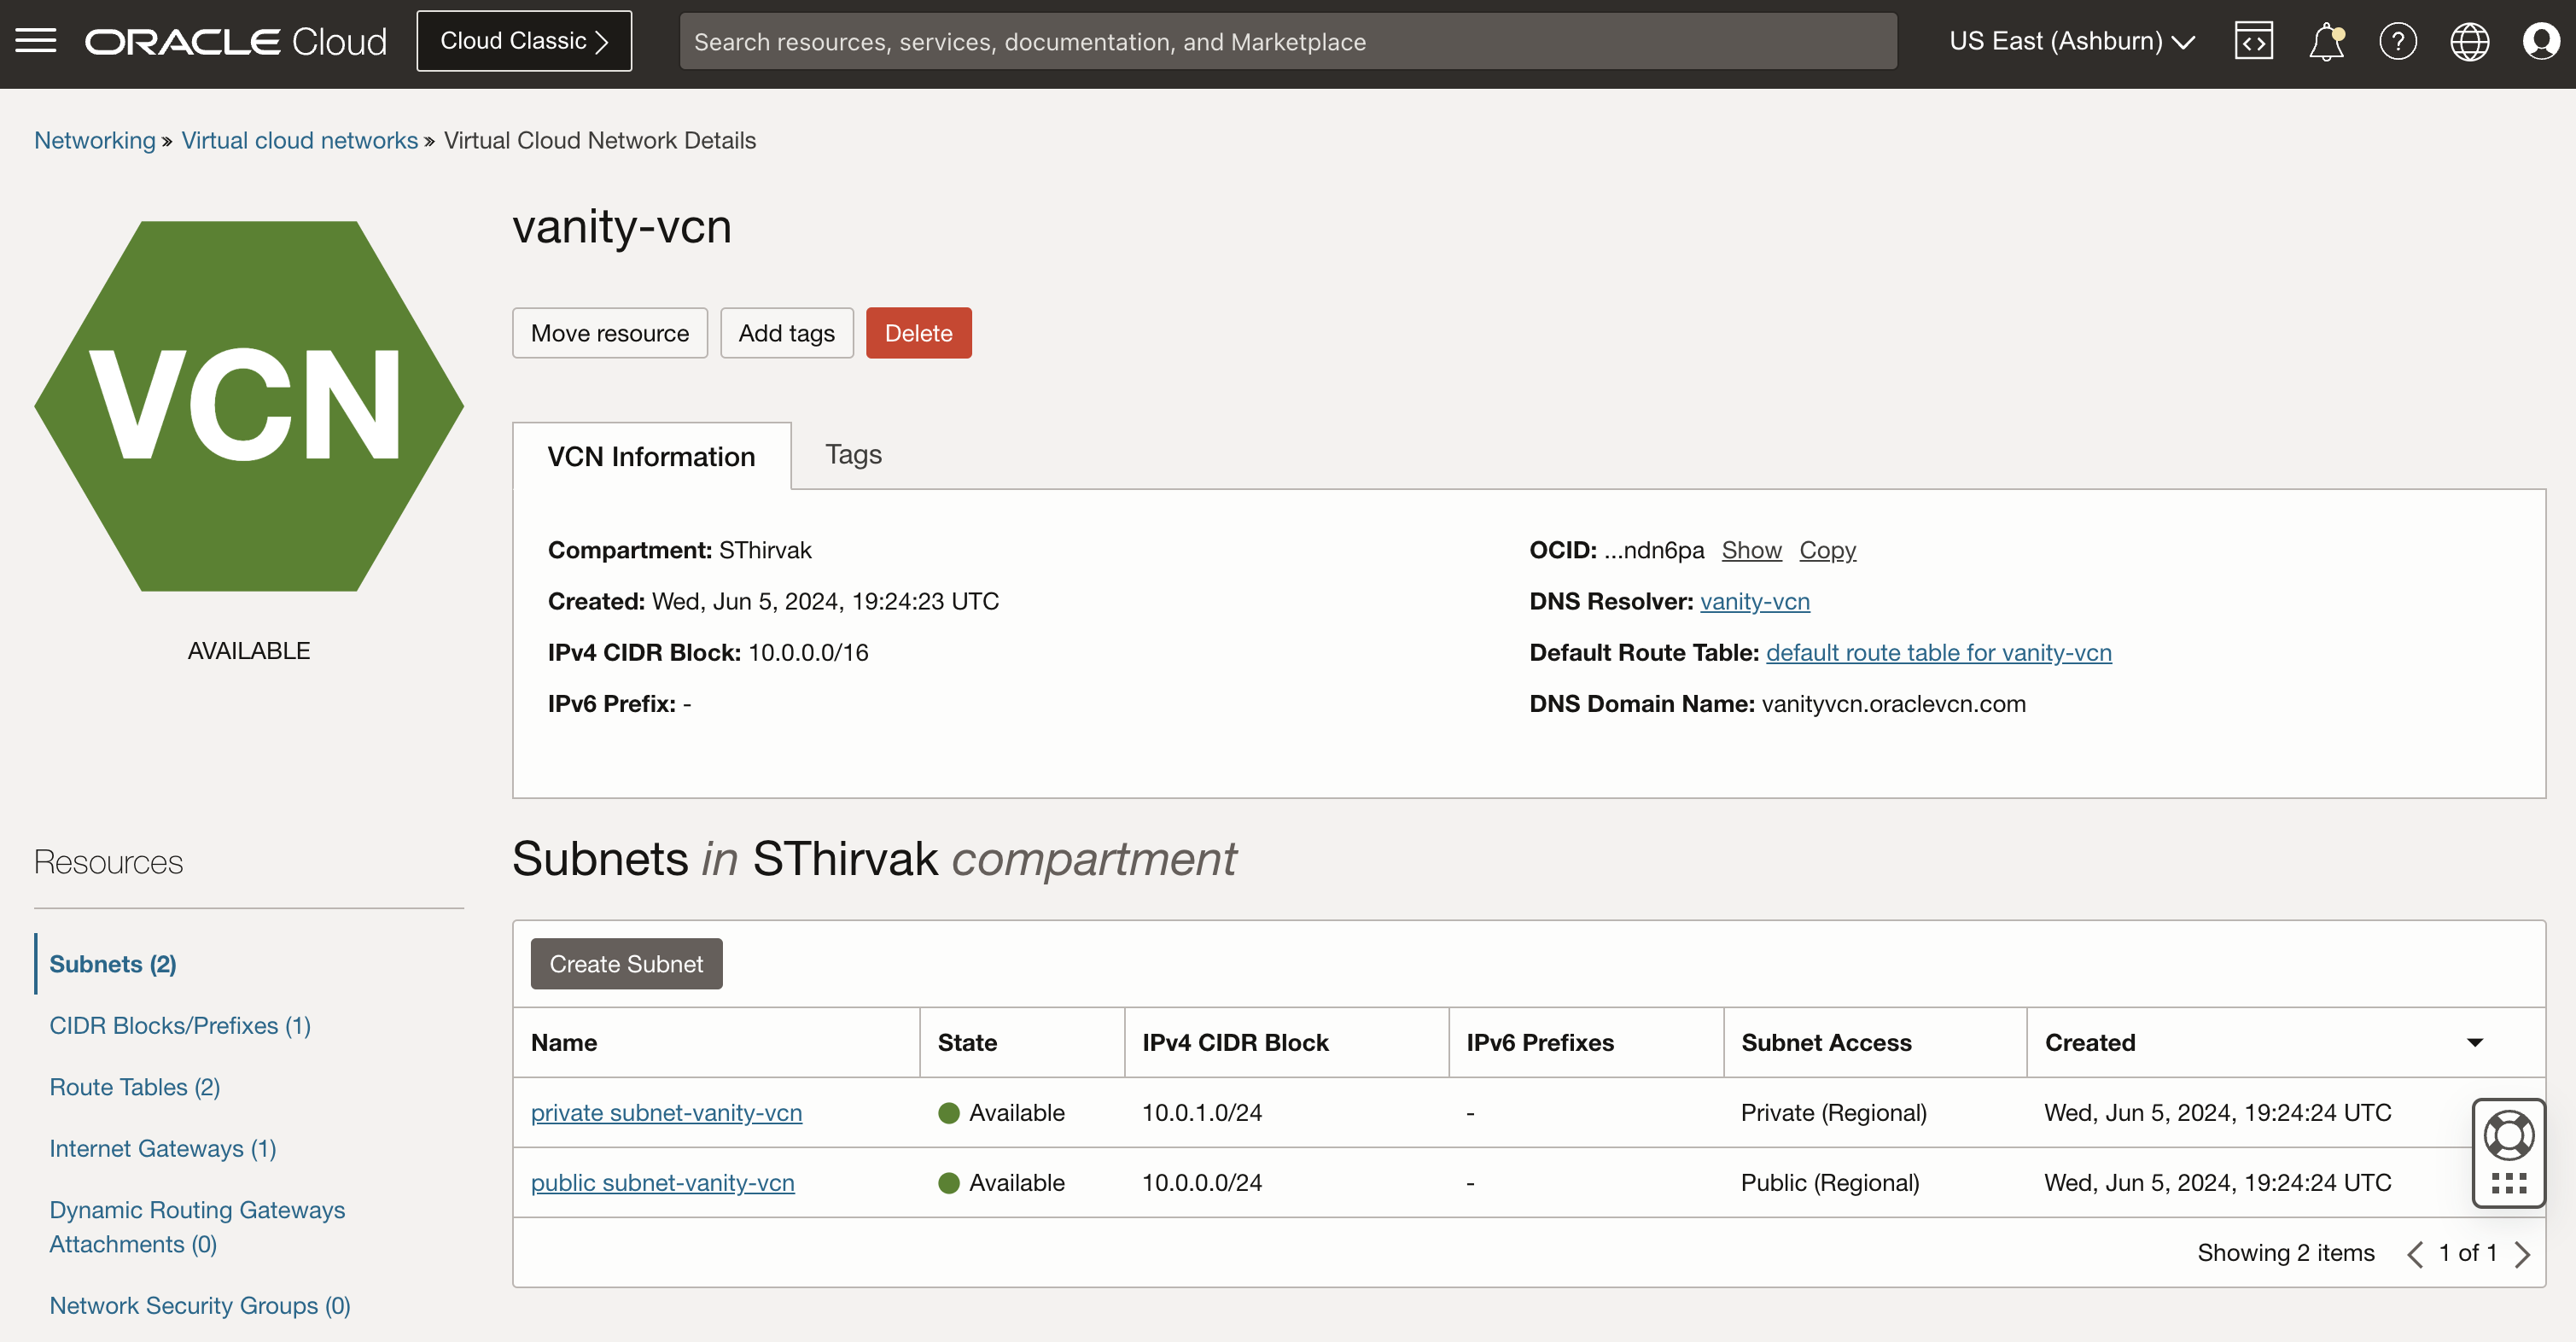 ORACLE Cloud
Cloud Classic
Search resources, services, documentation, and Marketplace
US East (Ashburn)
Networking » Virtual cloud networks » Virtual Cloud Network Details
VCN
AVAILABLE
vanity-vcn
Move resource
Add tags
Delete
VCN Information
Tags
Compartment: SThirvak
Created: Wed, Jun 5, 2024, 19:24:23 UTC
IPv4 CIDR Block: 10.0.0.0/16
IPv6 Prefix: -
OCID: ...ndn6pa Show Copy
DNS Resolver: vanity-vcn
Default Route Table: default route table for vanity-vcn
DNS Domain Name: vanityvcn.oraclevcn.com
Resources
Subnets (2)
CIDR Blocks/Prefixes (1)
Route Tables (2)
Internet Gateways (1)
Dynamic Routing Gateways
Attachments (0)
Network Security Groups (0)
Subnets in SThirvak compartment
Create Subnet
Name State IPv4 CIDR Block IPv6 Prefixes Subnet Access Created
private subnet-vanity-vcn Available 10.0.1.0/24 - Private (Regional) Wed, Jun 5, 2024, 19:24:24 UTC
public subnet-vanity-vcn Available 10.0.0.0/24 - Public (Regional) Wed, Jun 5, 2024, 19:24:24 UTC
Showing 2 items 1 of 1